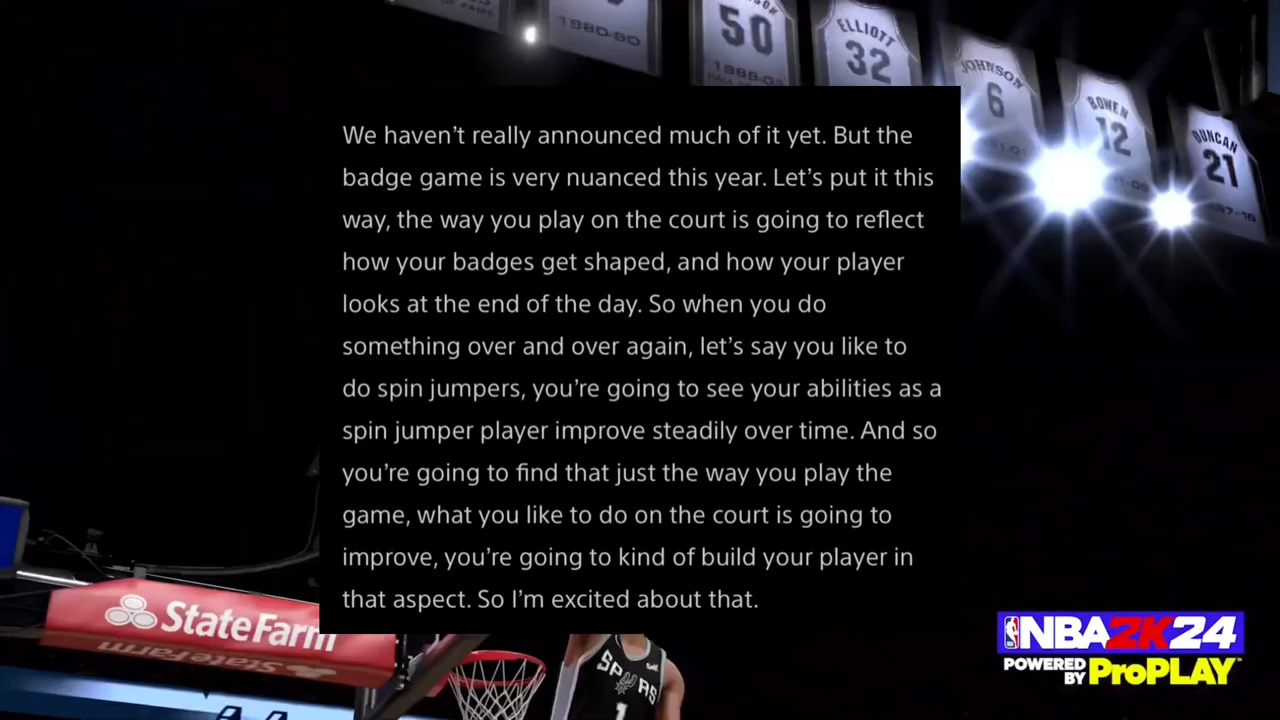 1980-90
50
ELLIOTT
32
JOHNSON
6
BOWEN
12
DUNCAN
21
We haven't really announced much of it yet. But the
badge game is very nuanced this year. Let's put it this
way, the way you play on the court is going to reflect
how your badges get shaped, and how your player
looks at the end of the day. So when you do
something over and over again, let's say you like to
do spin jumpers, you're going to see your abilities as a
spin jumper player improve steadily over time. And so
you're going to find that just the way you play the
game, what you like to do on the court is going to
improve, you're going to kind of build your player in
that aspect. So I'm excited about that.
StateFarm
StateFarm
SPURS
1
44
NBA2K24
POWERED
BY ProPLAY™